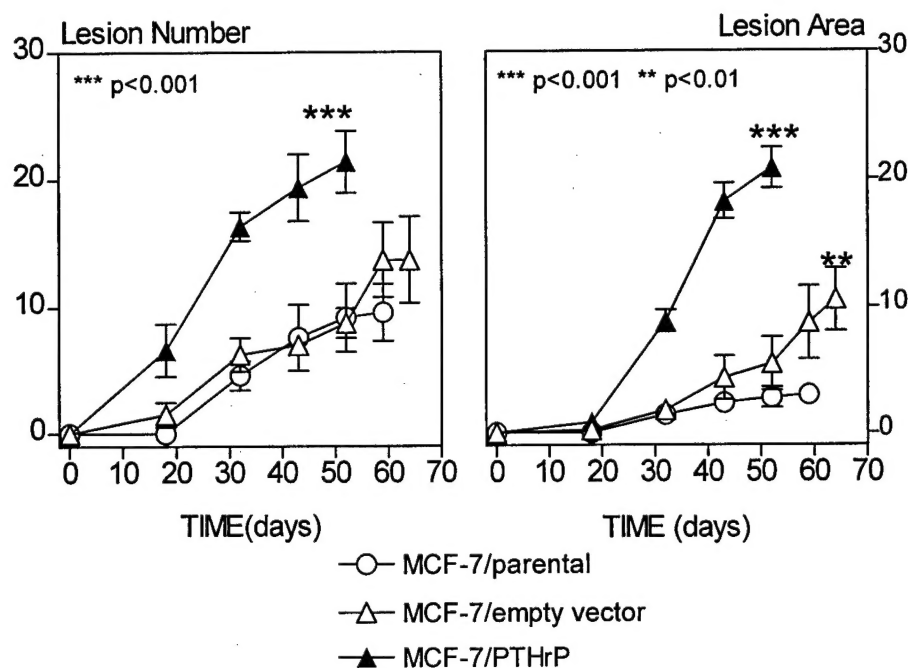 Lesion Number
Lesion Area
30
*** p<0.001
***
20
10
0
0 10 20 30 40 50 60 70
TIME(days)
*** p<0.001 ** p<0.01
***
**
30
20
10
0
0 10 20 30 40 50 60 70
TIME (days)
MCF-7/parental
MCF-7/empty vector
MCF-7/PTHrP